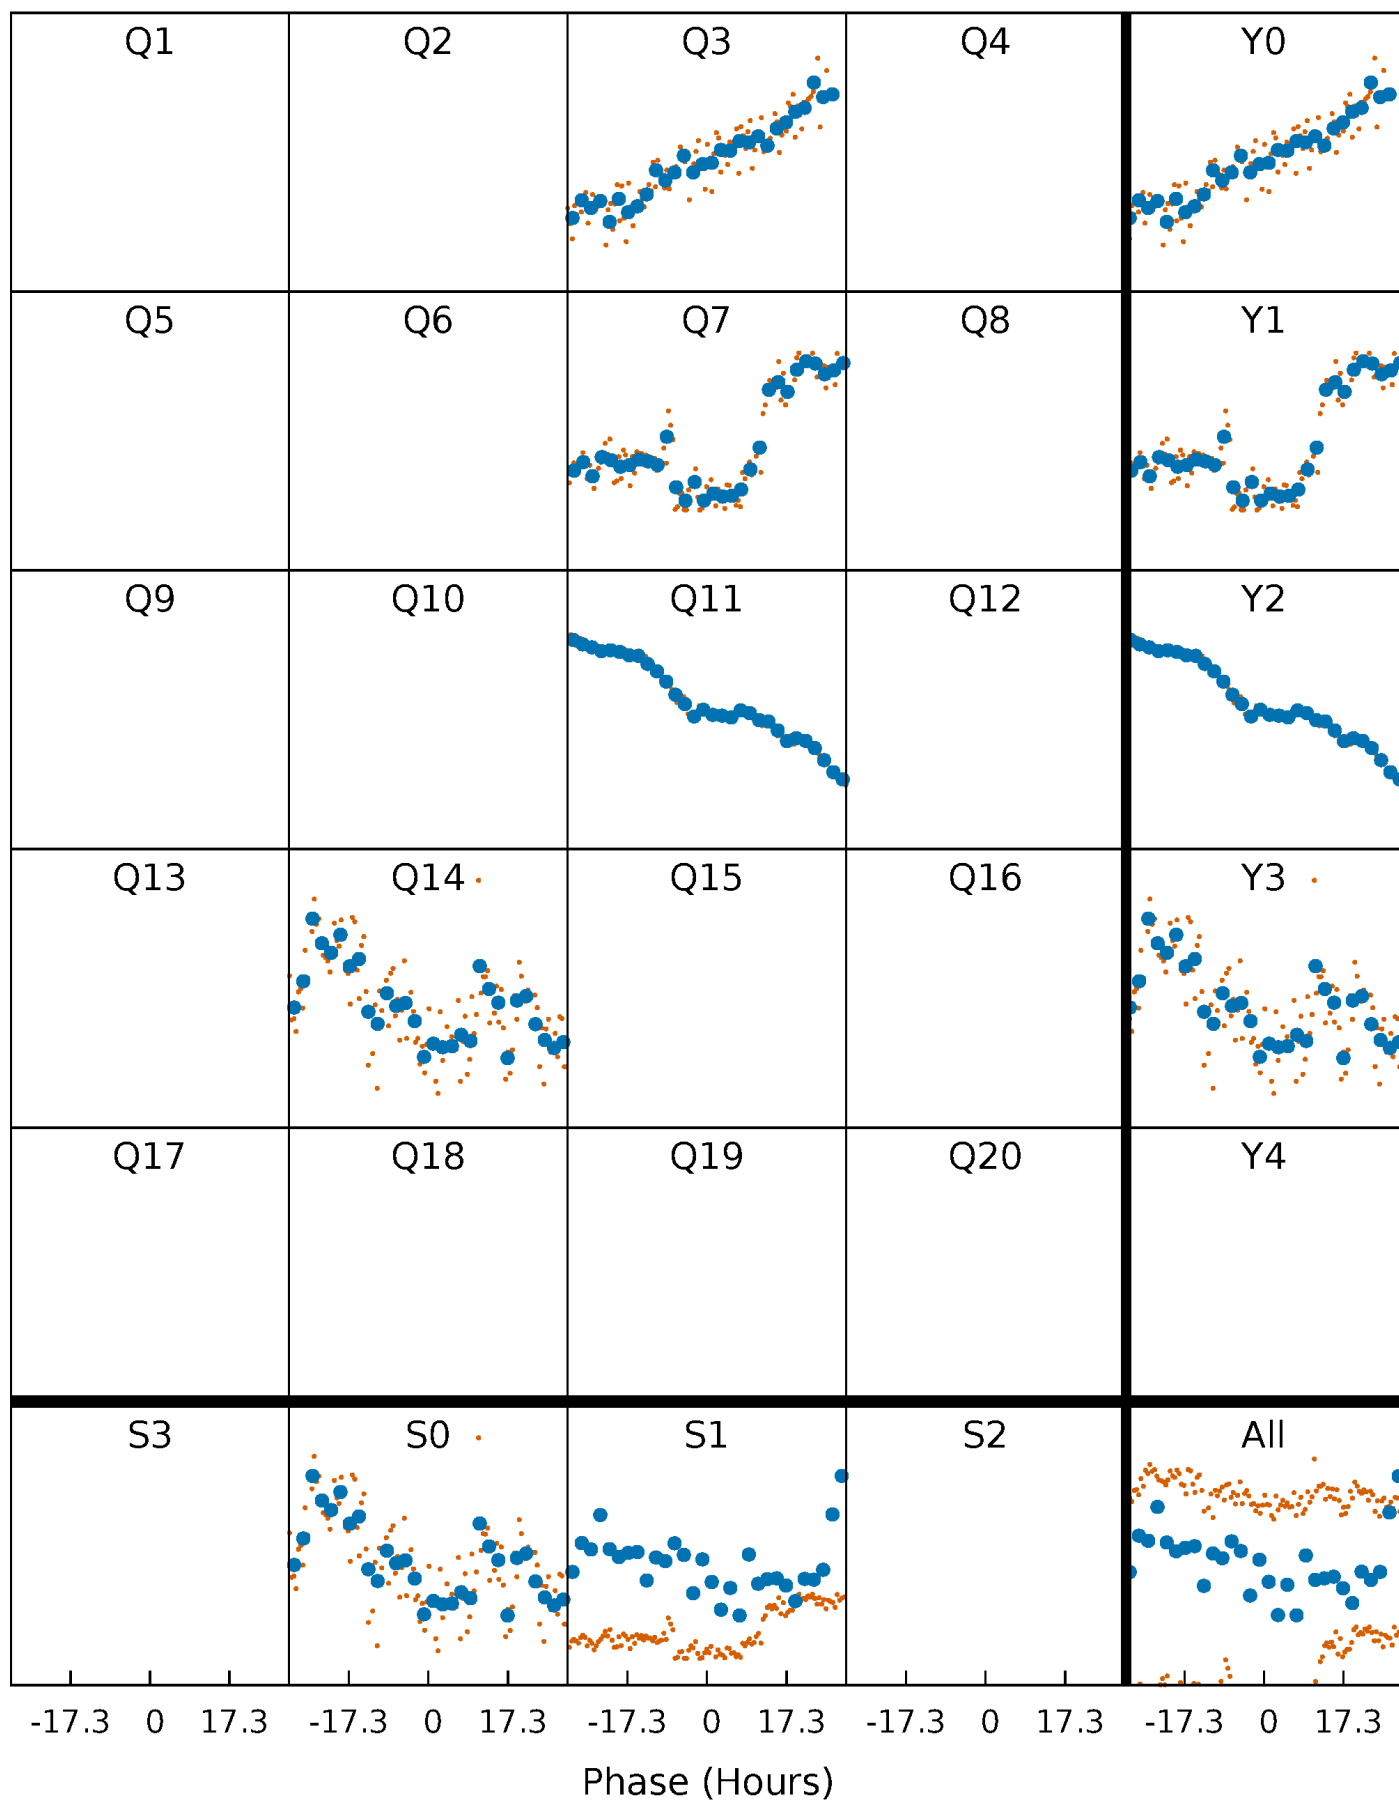 Q1 Q2 Q3 Q4 Y0
Q5 Q6 Q7 Q8 Y1
Q9 Q10 Q11 Q12 Y2
Q13 Q14 Q15 Q16 Y3
Q17 Q18 Q19 Q20 Y4
S3 S0 S1 S2 All
-17.3 0 17.3 -17.3 0 17.3 -17.3 0 17.3 -17.3 0 17.3 -17.3 0 17.3
Phase (Hours)